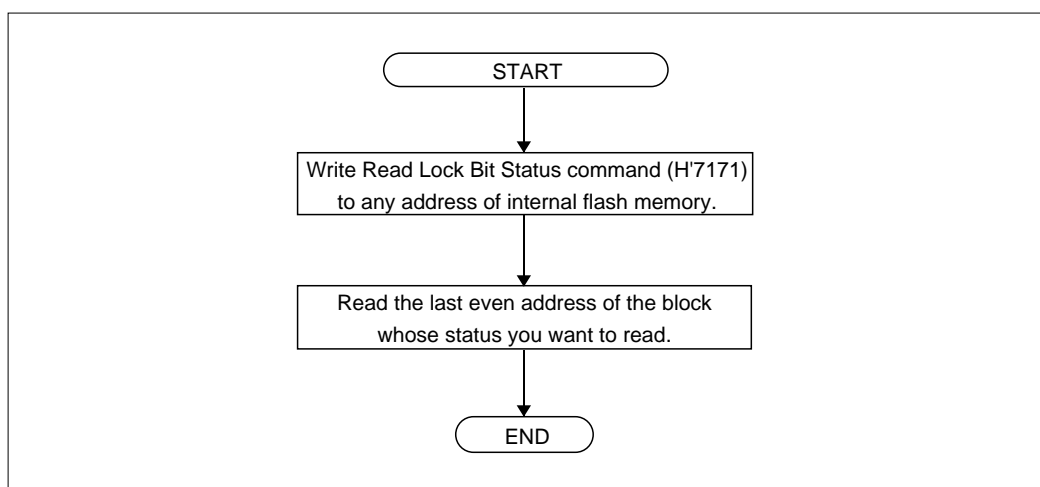 START
Write Read Lock Bit Status command (H'7171)
to any address of internal flash memory.
Read the last even address of the block
whose status you want to read.
END